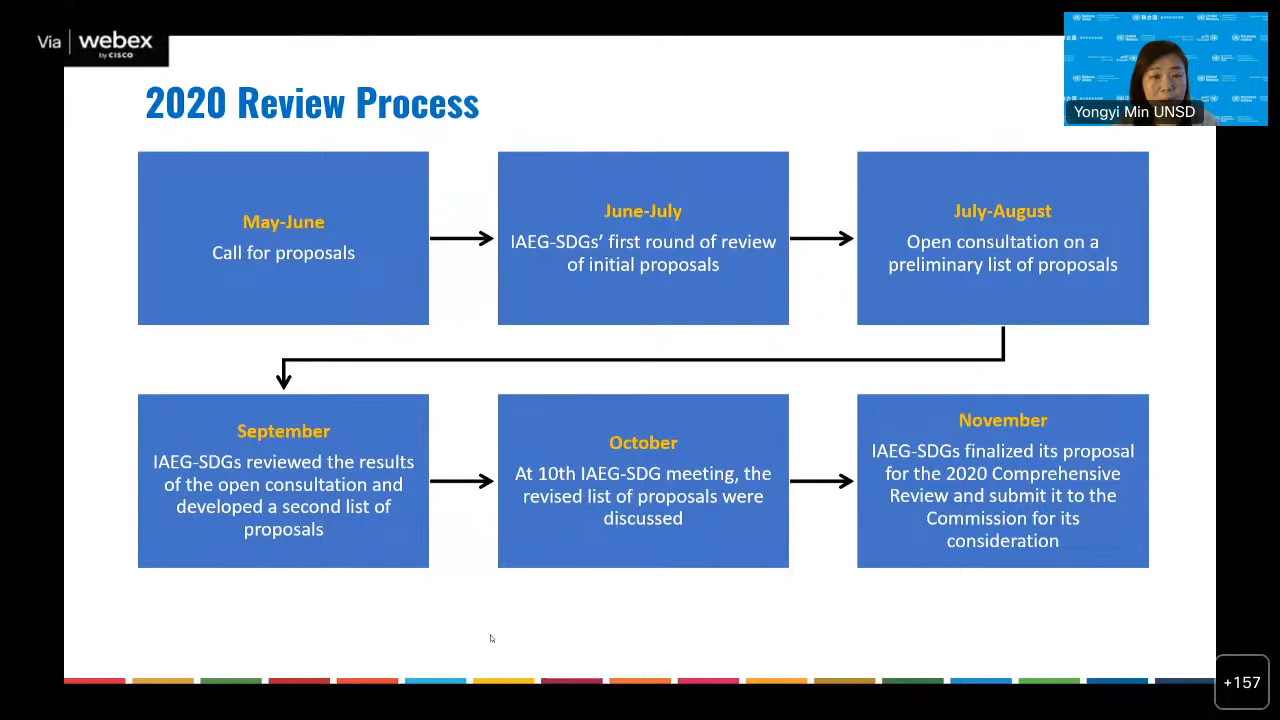 Via webex
by CISCO
Yongyi Min UNSD
2020 Review Process
May-June
Call for proposals
June-July
IAEG-SDGs’ first round of review
of initial proposals
July-August
Open consultation on a
preliminary list of proposals
September
IAEG-SDGs reviewed the results
of the open consultation and
developed a second list of
proposals
October
At 10th IAEG-SDG meeting, the
revised list of proposals were
discussed
November
IAEG-SDGs finalized its proposal
for the 2020 Comprehensive
Review and submit it to the
Commission for its
consideration
+157